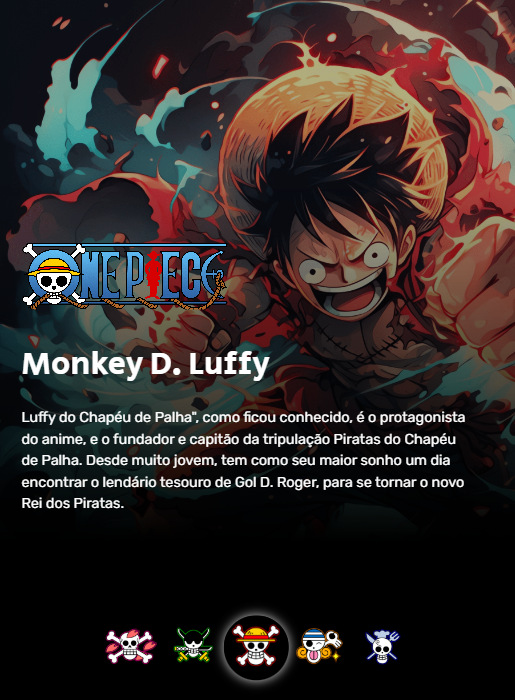 ONE PIECE
Monkey D. Luffy
Luffy do Chapéu de Palha", como ficou conhecido, é o protagonista
do anime, e o fundador e capitão da tripulação Piratas do Chapéu
de Palha. Desde muito jovem, tem como seu maior sonho um dia
encontrar o lendário tesouro de Gol D. Roger, para se tornar o novo
Rei dos Piratas.